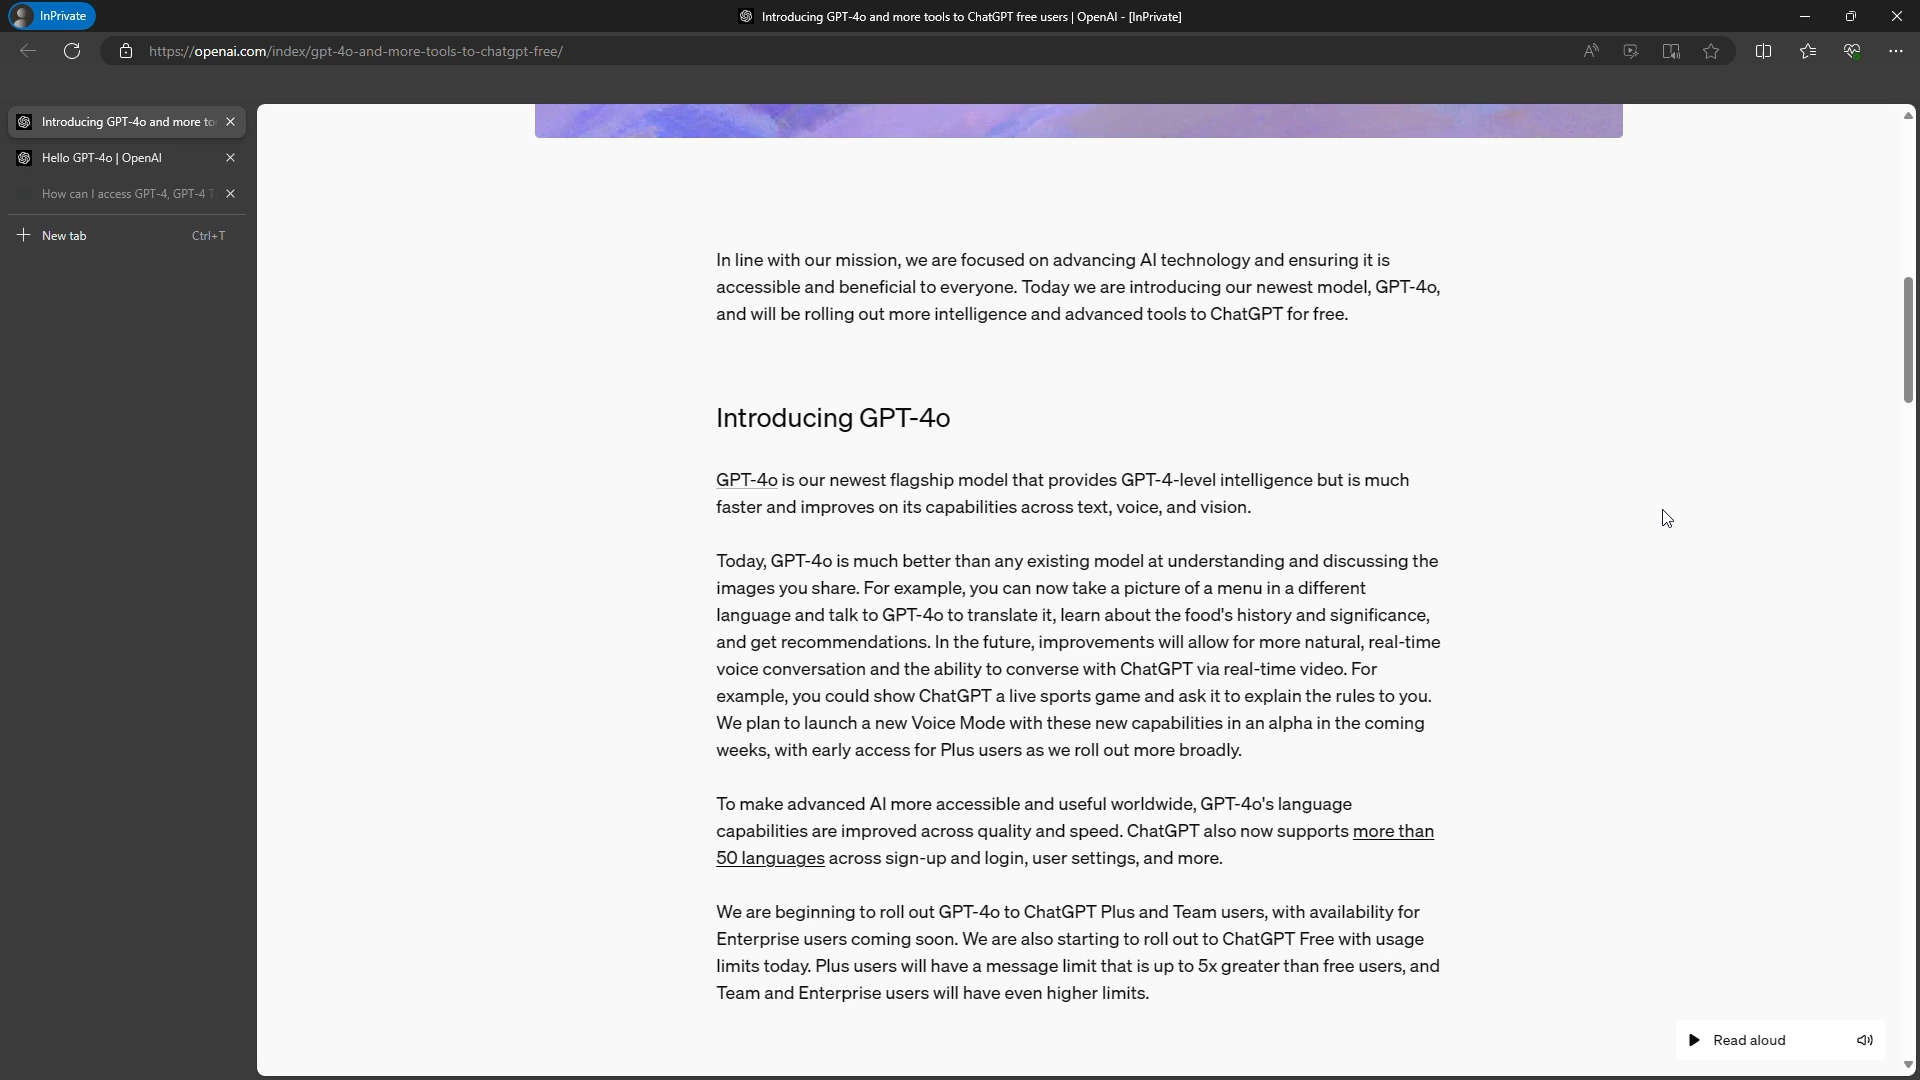 InPrivate
Introducing GPT-4o and more tools to ChatGPT free users | OpenAI - [InPrivate]
https://openai.com/index/gpt-4o-and-more-tools-to-chatgpt-free/
Introducing GPT-4o and more to
Hello GPT-4o | OpenAI
How can I access GPT-4, GPT-4 T
New tab Ctrl+T
In line with our mission, we are focused on advancing AI technology and ensuring it is
accessible and beneficial to everyone. Today we are introducing our newest model, GPT-4o,
and will be rolling out more intelligence and advanced tools to ChatGPT for free.
Introducing GPT-4o
GPT-4o is our newest flagship model that provides GPT-4-level intelligence but is much
faster and improves on its capabilities across text, voice, and vision.
Today, GPT-4o is much better than any existing model at understanding and discussing the
images you share. For example, you can now take a picture of a menu in a different
language and talk to GPT-4o to translate it, learn about the food's history and significance,
and get recommendations. In the future, improvements will allow for more natural, real-time
voice conversation and the ability to converse with ChatGPT via real-time video. For
example, you could show ChatGPT a live sports game and ask it to explain the rules to you.
We plan to launch a new Voice Mode with these new capabilities in an alpha in the coming
weeks, with early access for Plus users as we roll out more broadly.
To make advanced AI more accessible and useful worldwide, GPT-4o's language
capabilities are improved across quality and speed. ChatGPT also now supports more than
50 languages across sign-up and login, user settings, and more.
We are beginning to roll out GPT-4o to ChatGPT Plus and Team users, with availability for
Enterprise users coming soon. We are also starting to roll out to ChatGPT Free with usage
limits today. Plus users will have a message limit that is up to 5x greater than free users, and
Team and Enterprise users will have even higher limits.
Read aloud